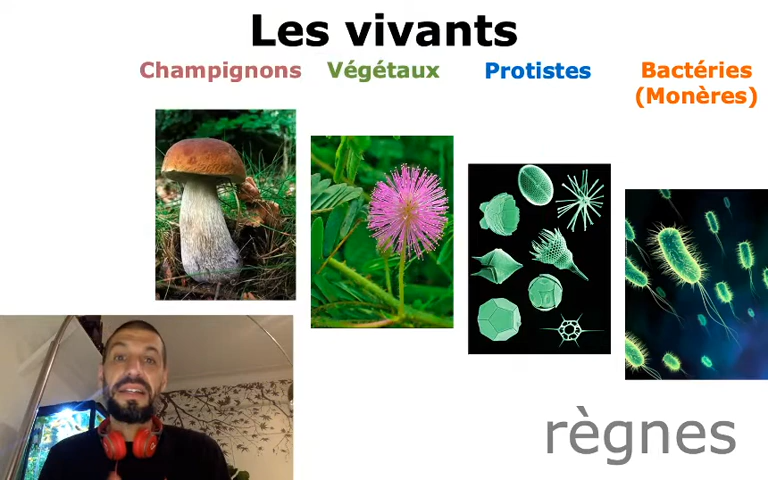 Les vivants
Champignons
Végétaux
Protistes
Bactéries
(Monères)
règnes